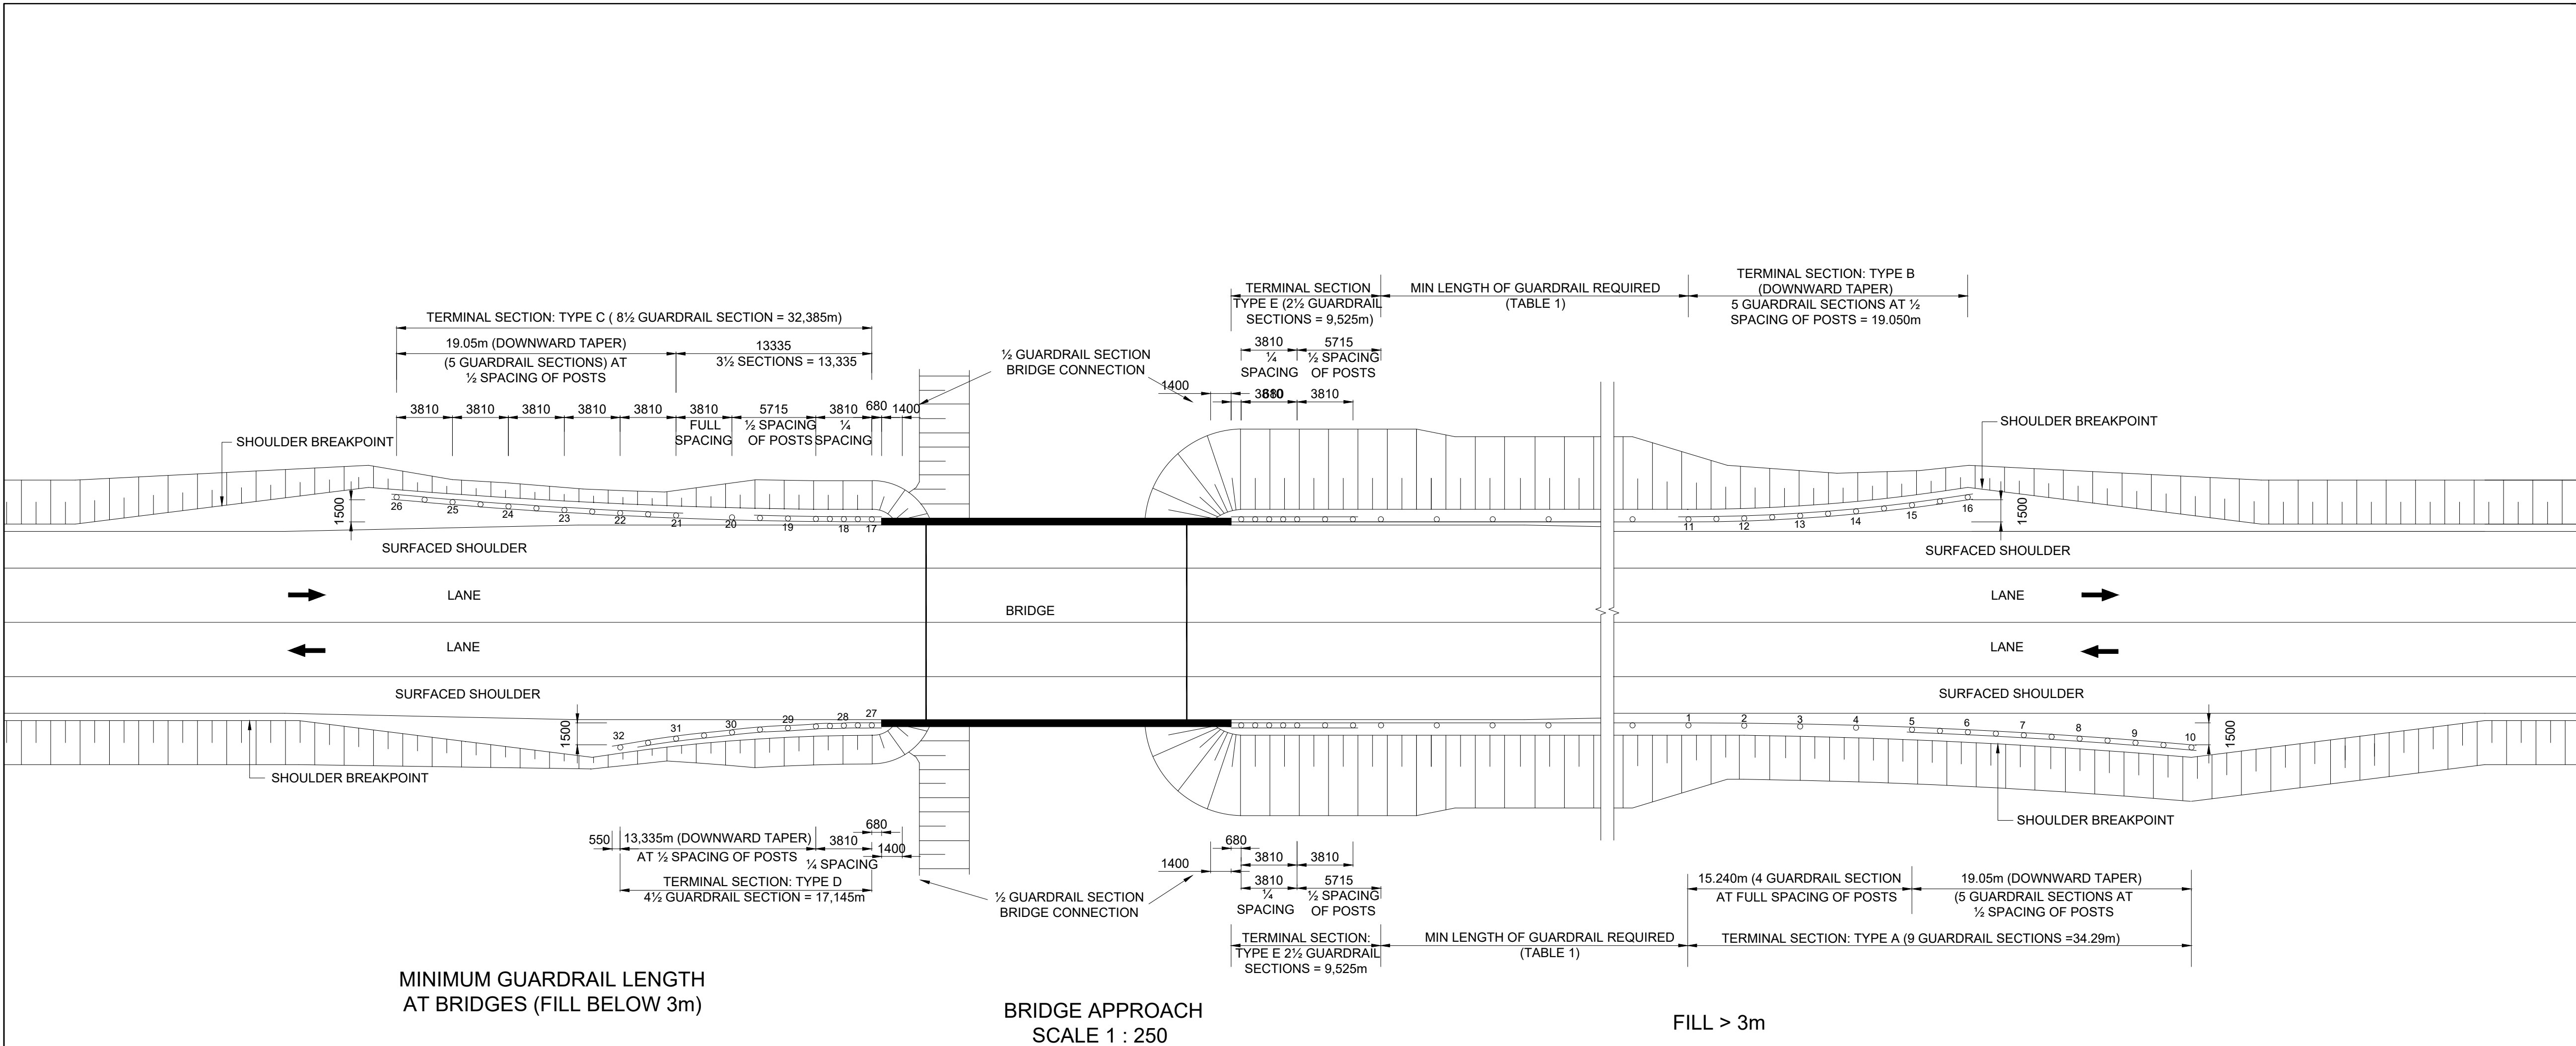 TERMINAL SECTION: TYPE C ( 8½ GUARDRAIL SECTION = 32,385m)
19.05m (DOWNWARD TAPER)
(5 GUARDRAIL SECTIONS) AT
½ SPACING OF POSTS
13335
3½ SECTIONS = 13,335
3810 3810 3810 3810 3810 3810 5715 3810 680 1400
FULL
SPACING
½ SPACING
OF POSTS
¼
SPACING
½ GUARDRAIL SECTION
BRIDGE CONNECTION
TERMINAL SECTION
TYPE E (2½ GUARDRAIL
SECTIONS = 9,525m)
MIN LENGTH OF GUARDRAIL REQUIRED
(TABLE 1)
TERMINAL SECTION: TYPE B
(DOWNWARD TAPER)
5 GUARDRAIL SECTIONS AT ½
SPACING OF POSTS = 19.050m
3810 5715
¼
SPACING
½ SPACING
OF POSTS
1400
3810 680 3810
SHOULDER BREAKPOINT
SHOULDER BREAKPOINT
1500
26 25 24 23 22 21 20 19 18 17
11 12 13 14 15 16
1500
SURFACED SHOULDER
SURFACED SHOULDER
LANE
LANE
BRIDGE
LANE
LANE
SURFACED SHOULDER
SURFACED SHOULDER
1500
32 31 30 29 28 27
1 2 3 4 5 6 7 8 9 10
1500
SHOULDER BREAKPOINT
SHOULDER BREAKPOINT
550
13,335m (DOWNWARD TAPER)
AT ½ SPACING OF POSTS
3810
¼ SPACING
680
1400
TERMINAL SECTION: TYPE D
4½ GUARDRAIL SECTION = 17,145m
½ GUARDRAIL SECTION
BRIDGE CONNECTION
680
1400
3810 3810
3810 5715
¼
SPACING
½ SPACING
OF POSTS
15.240m (4 GUARDRAIL SECTION
AT FULL SPACING OF POSTS
19.05m (DOWNWARD TAPER)
(5 GUARDRAIL SECTIONS AT
½ SPACING OF POSTS
TERMINAL SECTION:
TYPE E 2½ GUARDRAIL
SECTIONS = 9,525m
MIN LENGTH OF GUARDRAIL REQUIRED
(TABLE 1)
TERMINAL SECTION: TYPE A (9 GUARDRAIL SECTIONS =34.29m)
MINIMUM GUARDRAIL LENGTH
AT BRIDGES (FILL BELOW 3m)
BRIDGE APPROACH
SCALE 1 : 250
FILL > 3m